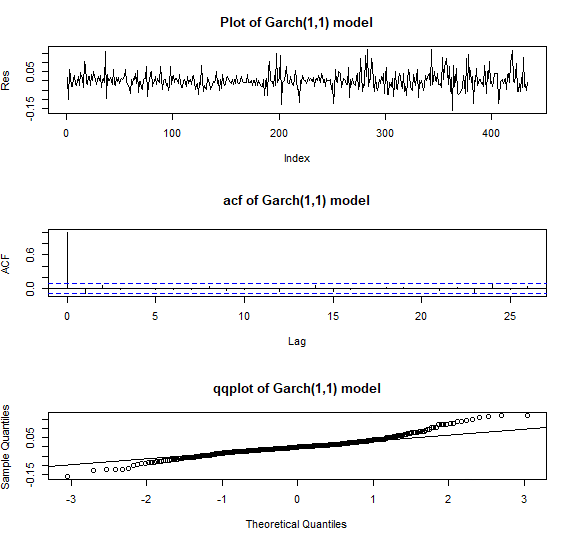 Plot of Garch(1,1) model
Res
0.05
-0.15
0 100 200 300 400
Index
acf of Garch(1,1) model
ACF
0.6
0.0
0 5 10 15 20 25
Lag
qqplot of Garch(1,1) model
Sample Quantiles
0.05
-0.15
-3 -2 -1 0 1 2 3
Theoretical Quantiles